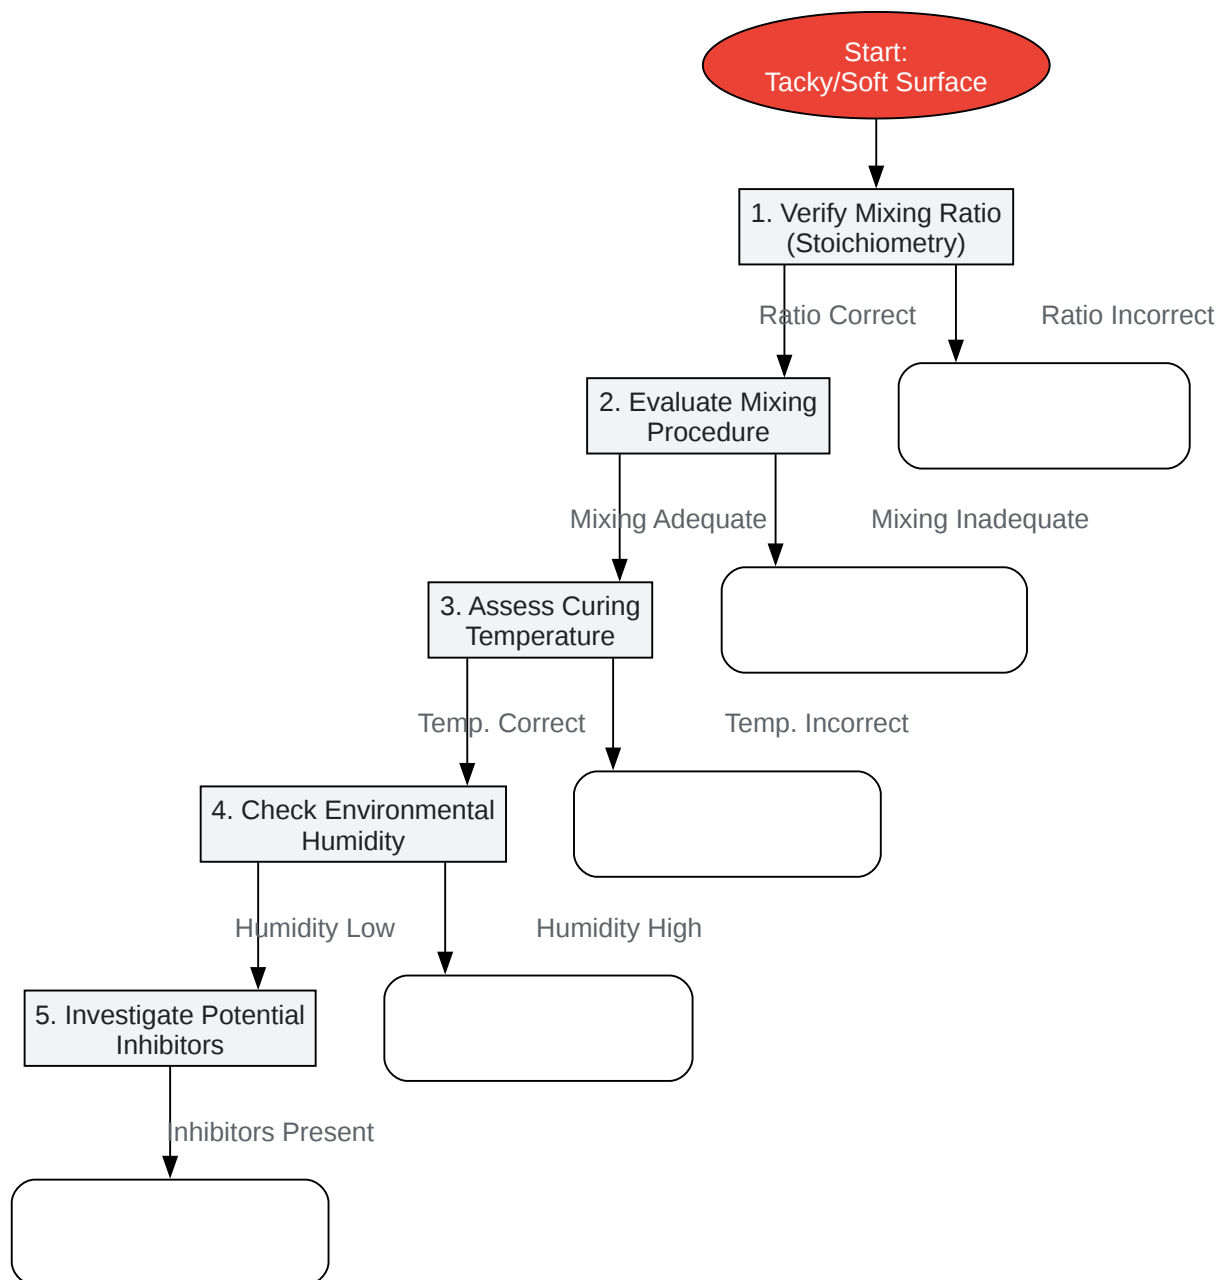 Start:
Tacky/Soft Surface
1. Verify Mixing Ratio
(Stoichiometry)
Ratio Correct
Ratio Incorrect
2. Evaluate Mixing
Procedure
Mixing Adequate
Mixing Inadequate
3. Assess Curing
Temperature
Temp. Correct
Temp. Incorrect
4. Check Environmental
Humidity
Humidity Low
Humidity High
5. Investigate Potential
Inhibitors
Inhibitors Present